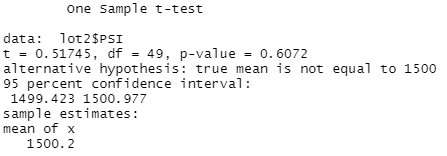 One Sample t-test
data: lot2$PSI
t = 0.51745, df = 49, p-value = 0.6072
alternative hypothesis: true mean is not equal to 1500
95 percent confidence interval:
1499.423 1500.977
sample estimates:
mean of x
1500.2